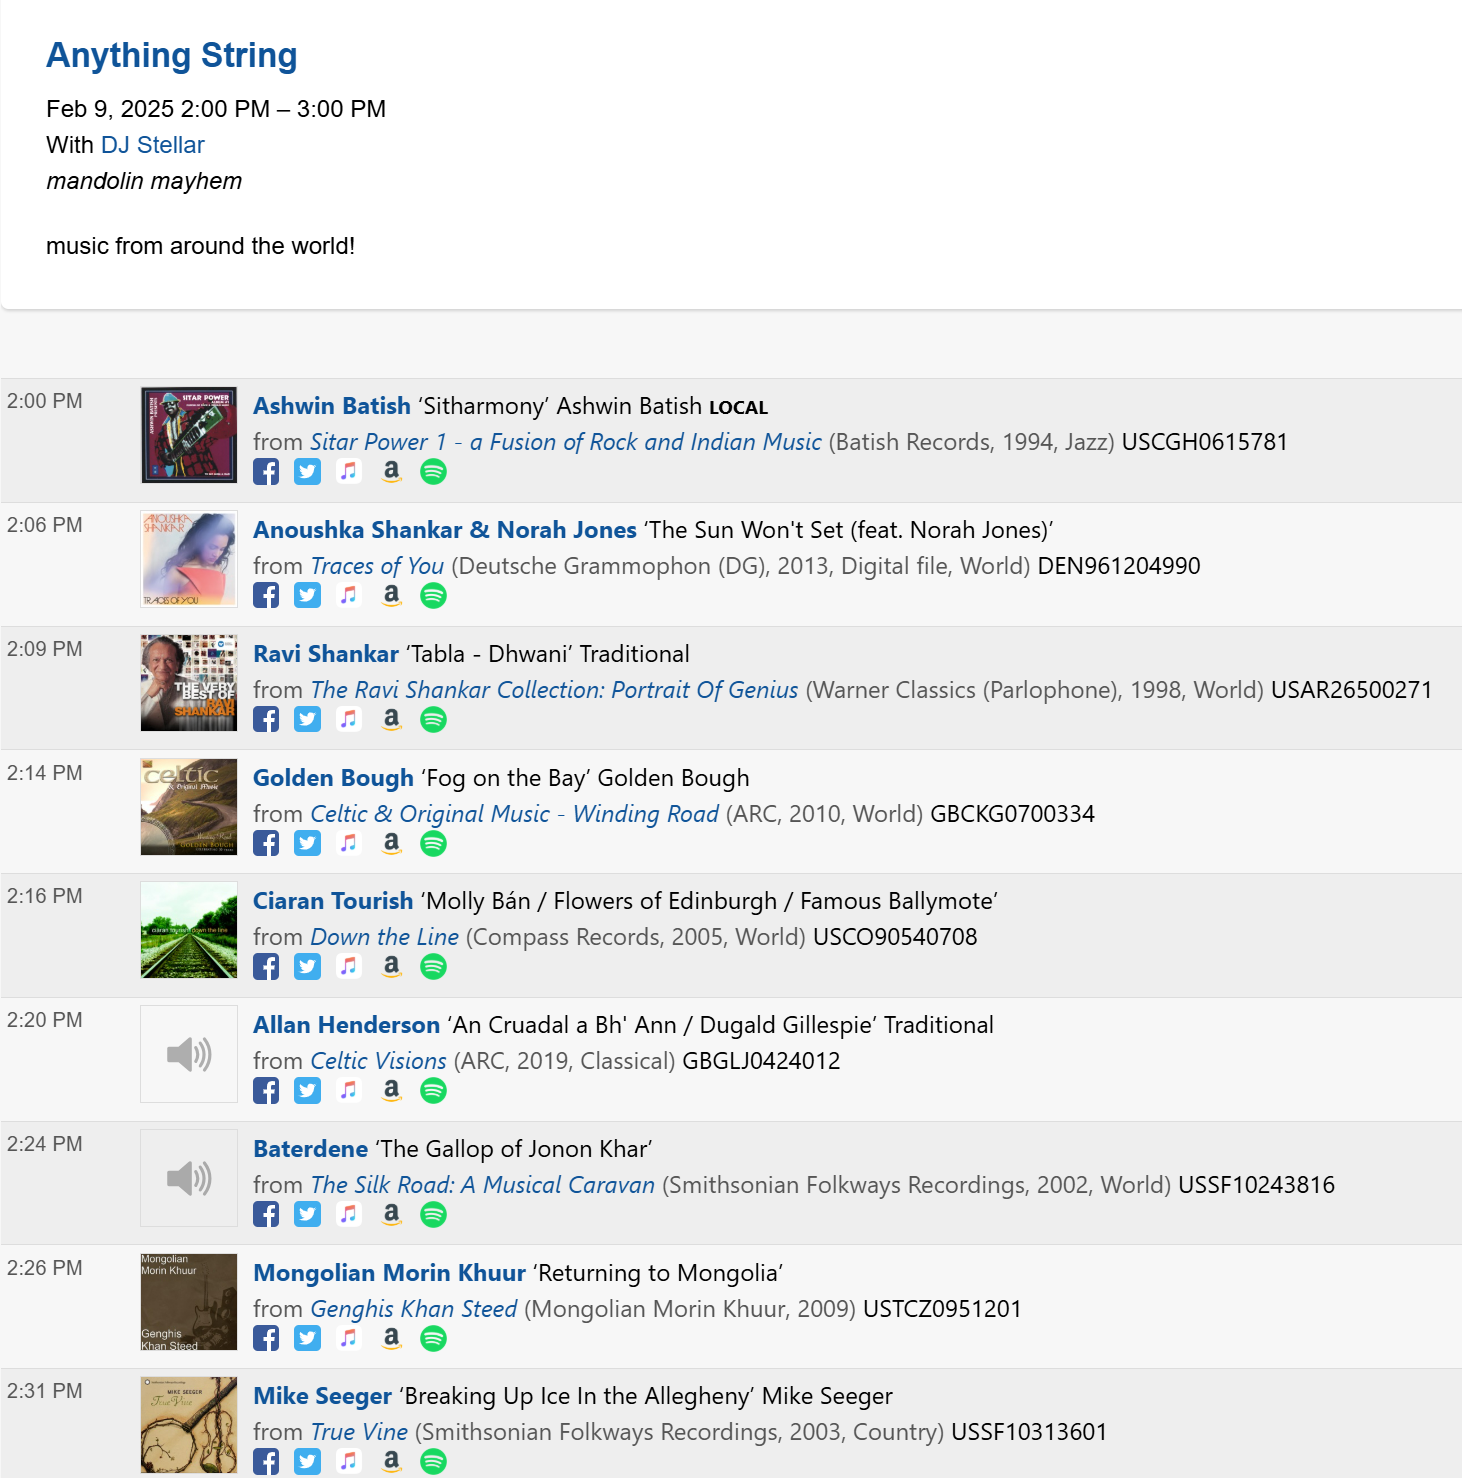 Anything String
Feb 9, 2025 2:00 PM – 3:00 PM
With DJ Stellar
mandolin mayhem
music from around the world!
2:00 PM
SITAR POWER
Ashwin Batish ‘Sitharmony’ Ashwin Batish LOCAL
from Sitar Power 1 - a Fusion of Rock and Indian Music (Batish Records, 1994, Jazz) USCGH0615781
2:06 PM
ANOUSHKA
SHANKAR
TRACES OF YOU
Anoushka Shankar & Norah Jones ‘The Sun Won't Set (feat. Norah Jones)’
from Traces of You (Deutsche Grammophon (DG), 2013, Digital file, World) DEN961204990
2:09 PM
THE VERY
BEST OF
RAVI
SHANKAR
Ravi Shankar ‘Tabla - Dhwani’ Traditional
from The Ravi Shankar Collection: Portrait Of Genius (Warner Classics (Parlophone), 1998, World) USAR26500271
2:14 PM
celtic
& Original Music
Winding Road
GOLDEN BOUGH
Golden Bough ‘Fog on the Bay’ Golden Bough
from Celtic & Original Music - Winding Road (ARC, 2010, World) GBCKG0700334
2:16 PM
ciaran tourish down the line
Ciaran Tourish ‘Molly Bán / Flowers of Edinburgh / Famous Ballymote’
from Down the Line (Compass Records, 2005, World) USCO90540708
2:20 PM
Allan Henderson ‘An Cruadal a Bh' Ann / Dugald Gillespie’ Traditional
from Celtic Visions (ARC, 2019, Classical) GBGLJ0424012
2:24 PM
Baterdene ‘The Gallop of Jonon Khar’
from The Silk Road: A Musical Caravan (Smithsonian Folkways Recordings, 2002, World) USSF10243816
2:26 PM
Mongolian
Morin Khuur
Genghis
Khan Steed
Mongolian Morin Khuur ‘Returning to Mongolia’
from Genghis Khan Steed (Mongolian Morin Khuur, 2009) USTCZ0951201
2:31 PM
MIKE SEEGER
True Vine
Mike Seeger ‘Breaking Up Ice In the Allegheny’ Mike Seeger
from True Vine (Smithsonian Folkways Recordings, 2003, Country) USSF10313601